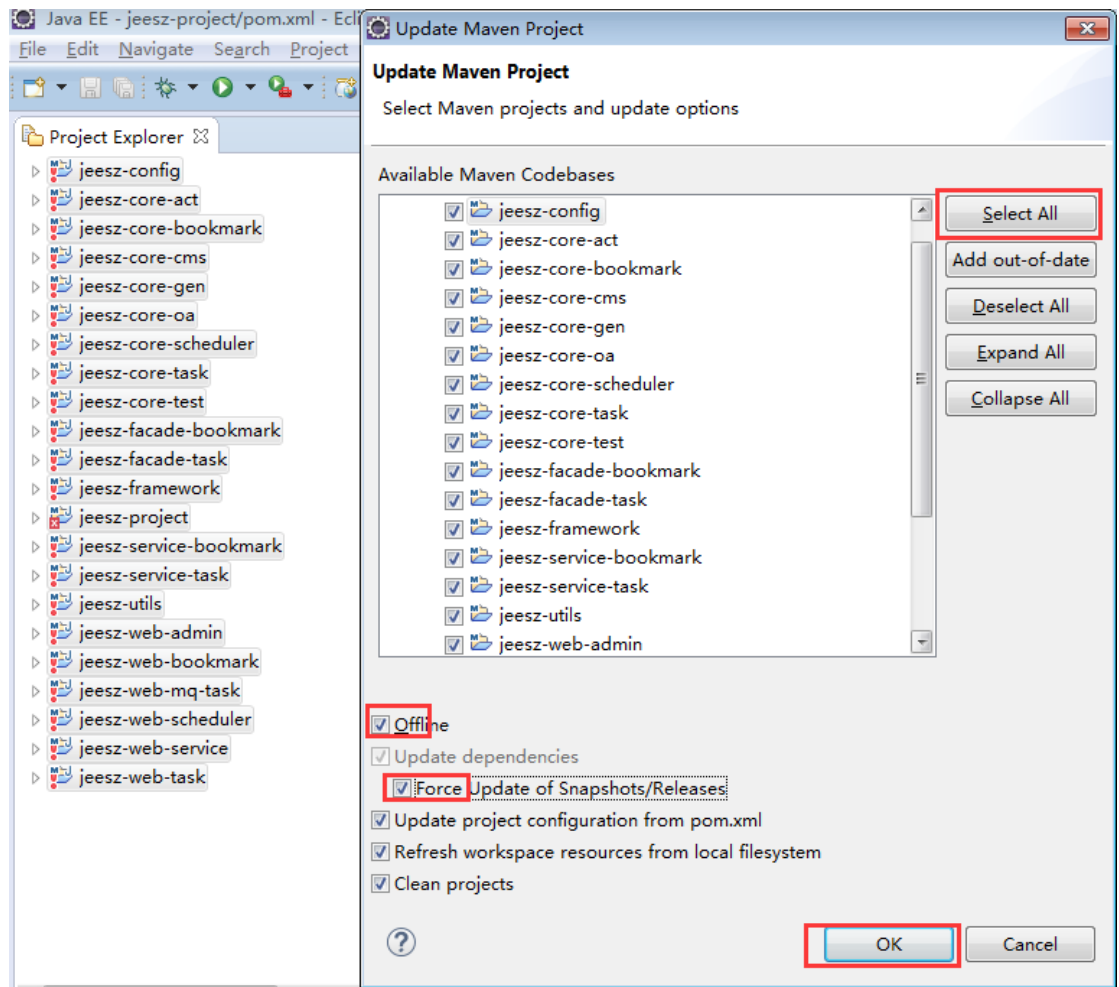 Java EE - jeesz-project/pom.xml - Ecli
File Edit Navigate Search Project
Project Explorer
jeesz-config
jeesz-core-act
jeesz-core-bookmark
jeesz-core-cms
jeesz-core-gen
jeesz-core-oa
jeesz-core-scheduler
jeesz-core-task
jeesz-core-test
jeesz-facade-bookmark
jeesz-facade-task
jeesz-framework
jeesz-project
jeesz-service-bookmark
jeesz-service-task
jeesz-utils
jeesz-web-admin
jeesz-web-bookmark
jeesz-web-mq-task
jeesz-web-scheduler
jeesz-web-service
jeesz-web-task
Update Maven Project
Update Maven Project
Select Maven projects and update options
Available Maven Codebases
jeesz-config
jeesz-core-act
jeesz-core-bookmark
jeesz-core-cms
jeesz-core-gen
jeesz-core-oa
jeesz-core-scheduler
jeesz-core-task
jeesz-core-test
jeesz-facade-bookmark
jeesz-facade-task
jeesz-framework
jeesz-service-bookmark
jeesz-service-task
jeesz-utils
jeesz-web-admin
Select All
Add out-of-date
Deselect All
Expand All
Collapse All
Offline
Update dependencies
Force Update of Snapshots/Releases
Update project configuration from pom.xml
Refresh workspace resources from local filesystem
Clean projects
?
OK
Cancel